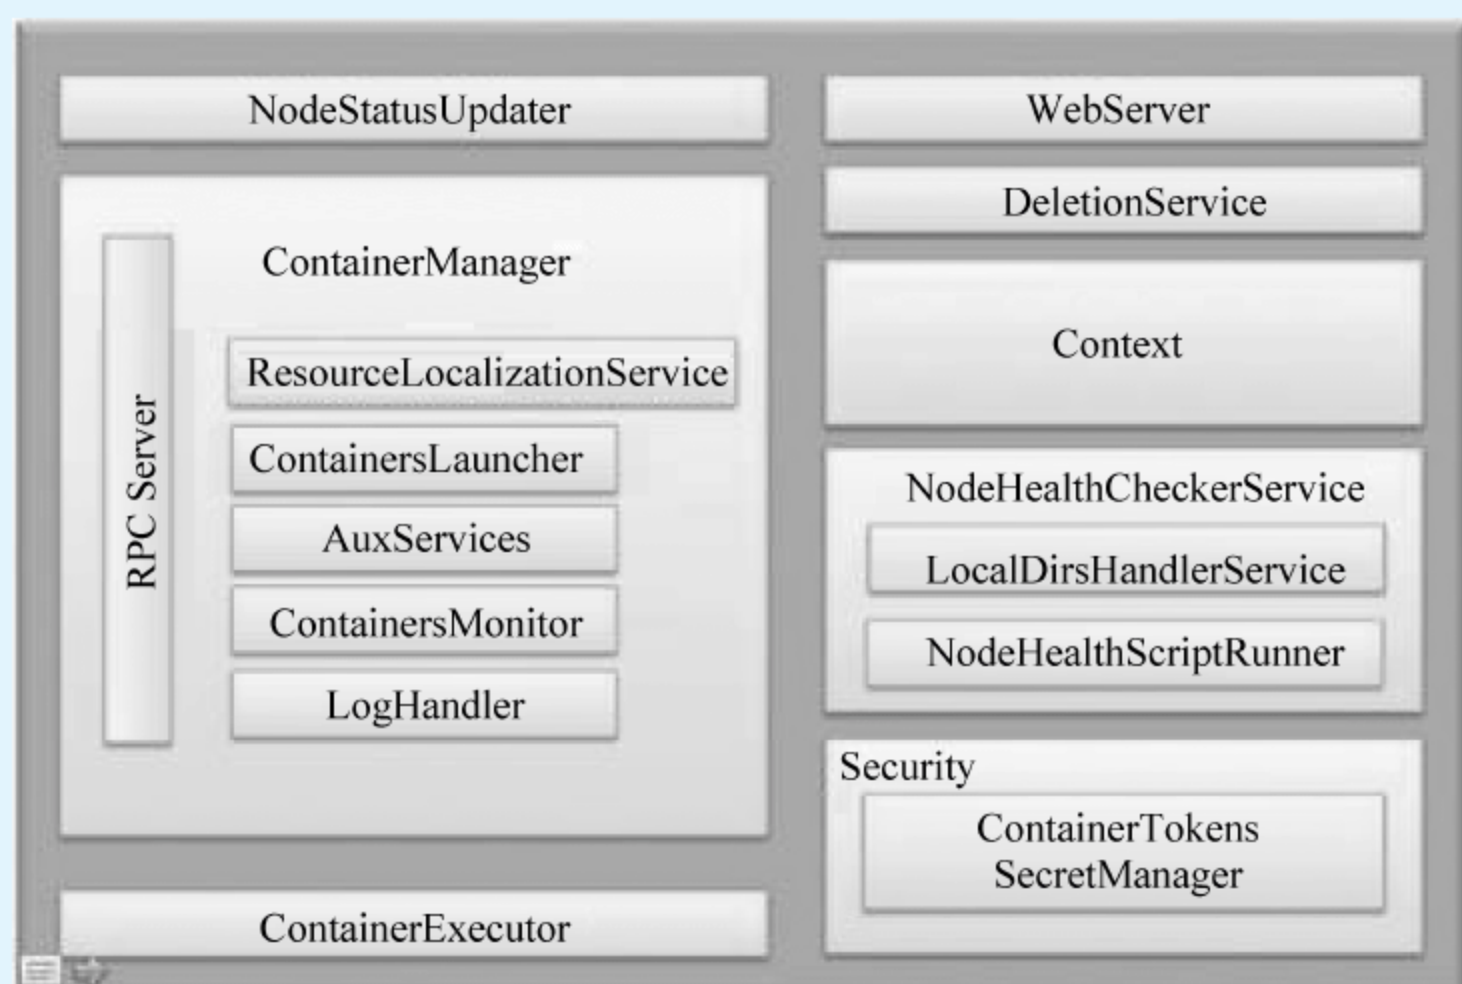 NodeStatusUpdater
ContainerManager
RPC Server
ResourceLocalizationService
ContainersLauncher
AuxServices
ContainersMonitor
LogHandler
ContainerExecutor
WebServer
DeletionService
Context
NodeHealthCheckerService
LocalDirsHandlerService
NodeHealthScriptRunner
Security
ContainerTokens
SecretManager